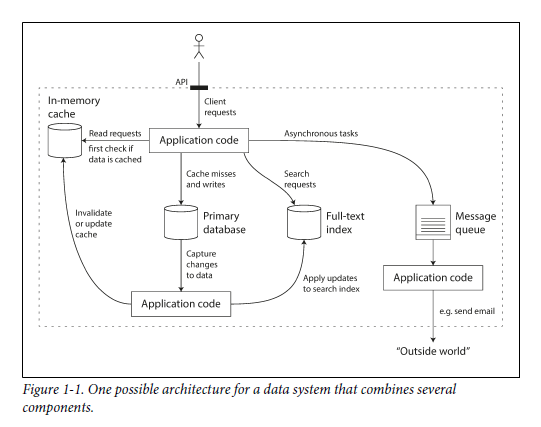 API
Client
requests
In-memory
cache
Read requests
first check if
data is cached
Application code
Asynchronous tasks
Cache misses
and writes
Search
requests
Invalidate
or update
cache
Primary
database
Full-text
index
Message
queue
Capture
changes
to data
Apply updates
to search index
Application code
Application code
e.g. send email
“Outside world”
Figure 1-1. One possible architecture for a data system that combines several
components.